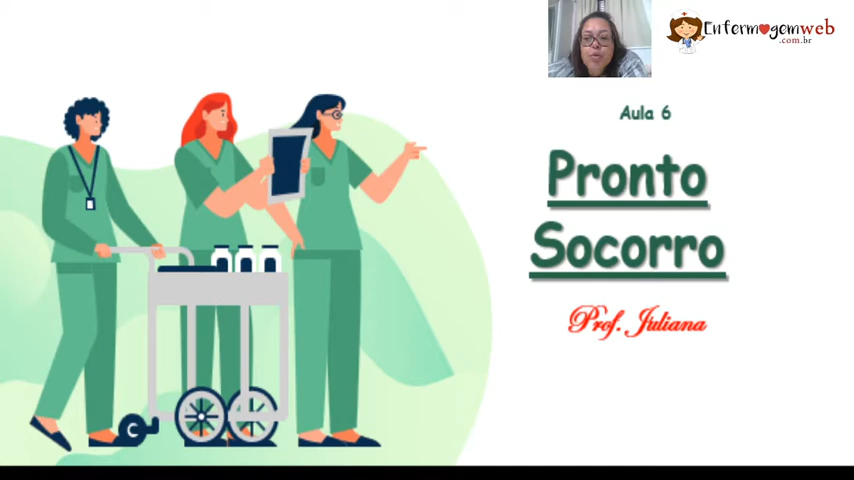 Enfermagemweb
.com.br
Aula 6
Pronto
Socorro
Prof. Juliana